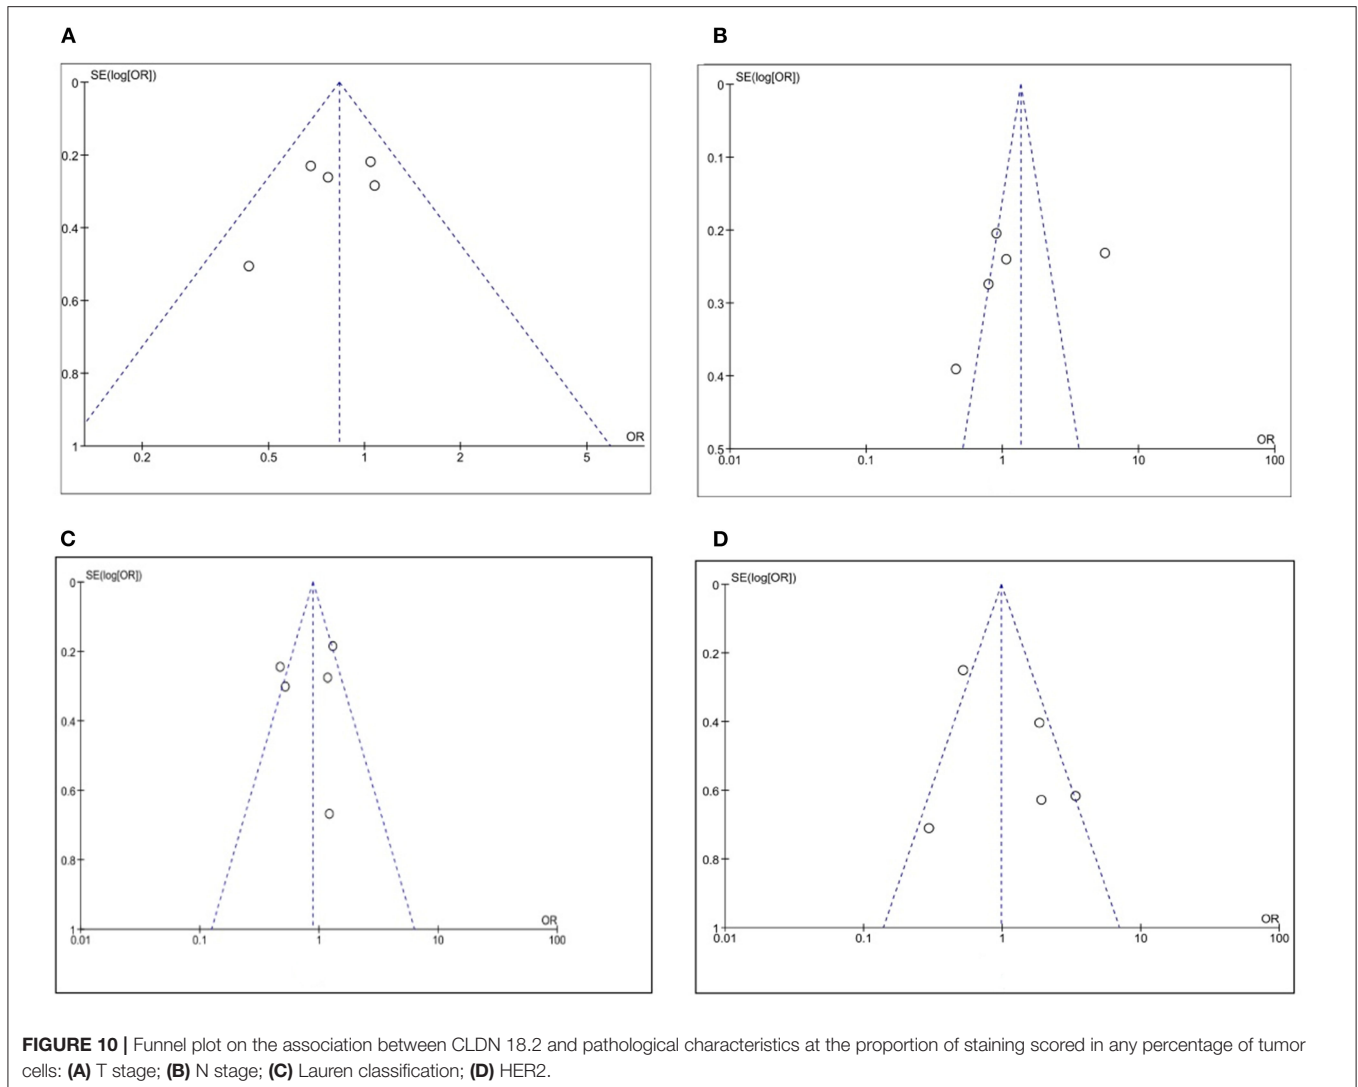 A
SE(log[OR])
0
0.2
0.4
0.6
0.8
1
OR
0.2 0.5 1 2 5
B
SE(log[OR])
0
0.1
0.2
0.3
0.4
0.5
OR
0.01 0.1 1 10 100
C
SE(log[OR])
0
0.2
0.4
0.6
0.8
1
OR
0.01 0.1 1 10 100
D
SE(log[OR])
0
0.2
0.4
0.6
0.8
1
OR
0.01 0.1 1 10 100
FIGURE 10 | Funnel plot on the association between CLDN 18.2 and pathological characteristics at the proportion of staining scored in any percentage of tumor
cells: (A) T stage; (B) N stage; (C) Lauren classification; (D) HER2.